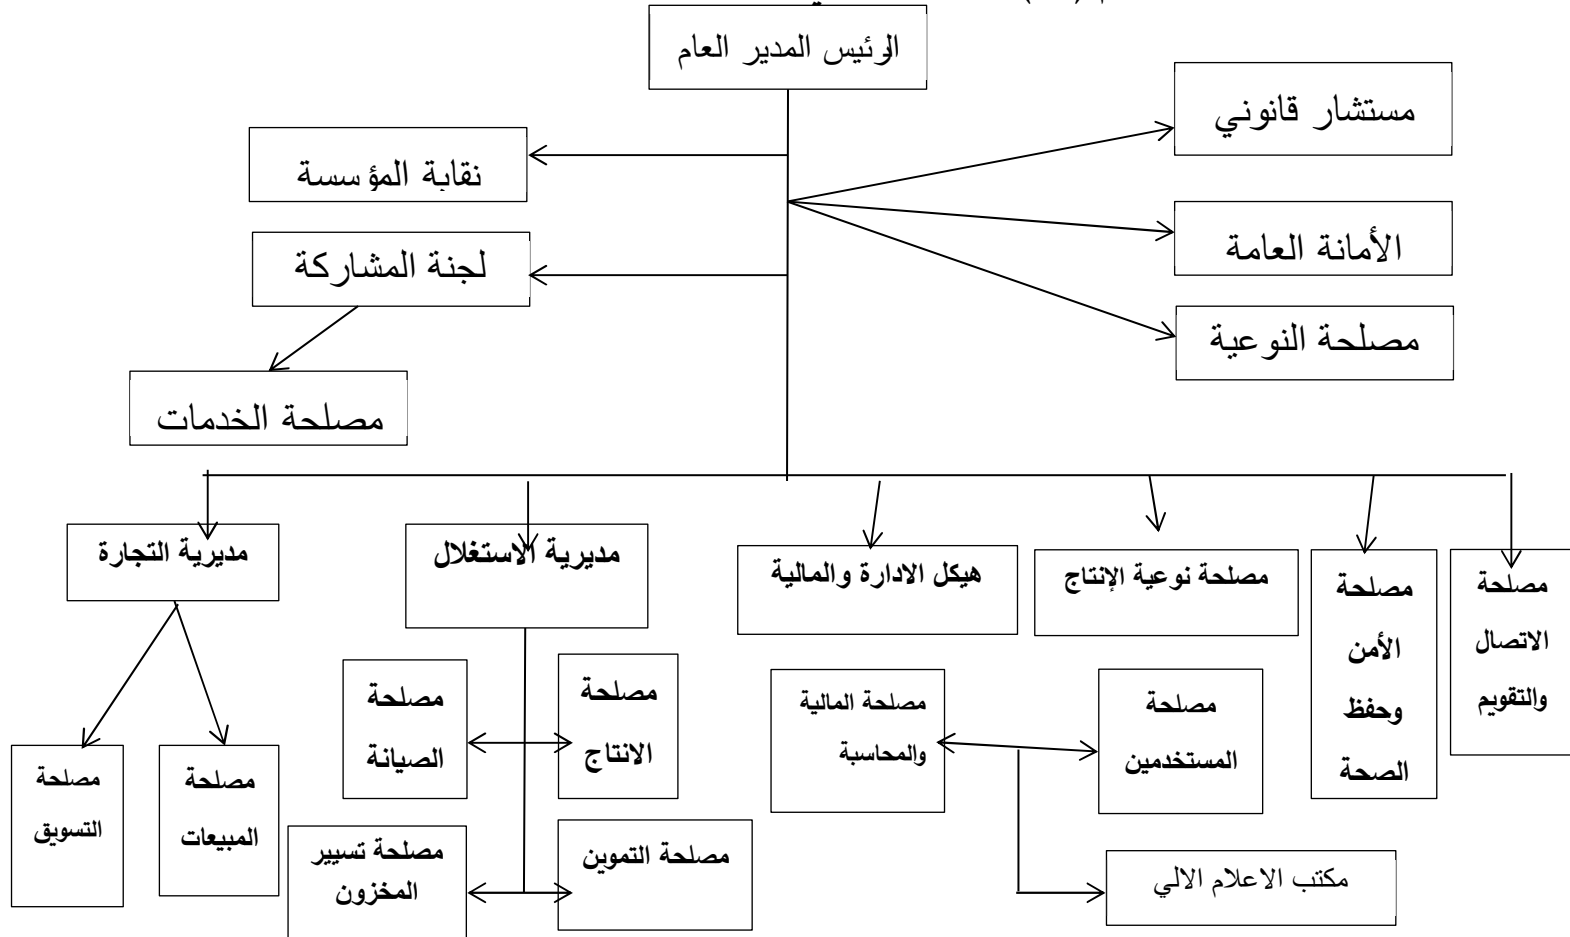 الرئيس المدير العام
مستشار قانوني
نقابة المؤسسة
الأمانة العامة
لجنة المشاركة
مصلحة النوعية
مصلحة الخدمات
مصلحة
الاتصال
والتقويم
مصلحة
الأمن
وحفظ
الصحة
مصلحة نوعية الإنتاج
هيكل الادارة والمالية
مديرية الاستغلال
مديرية التجارة
مصلحة
المستخدمين
مصلحة المالية
والمحاسبة
مصلحة
الانتاج
مصلحة
الصيانة
مصلحة
المبيعات
مصلحة
التسويق
مكتب الاعلام الالي
مصلحة التموين
مصلحة تسيير
المخزون